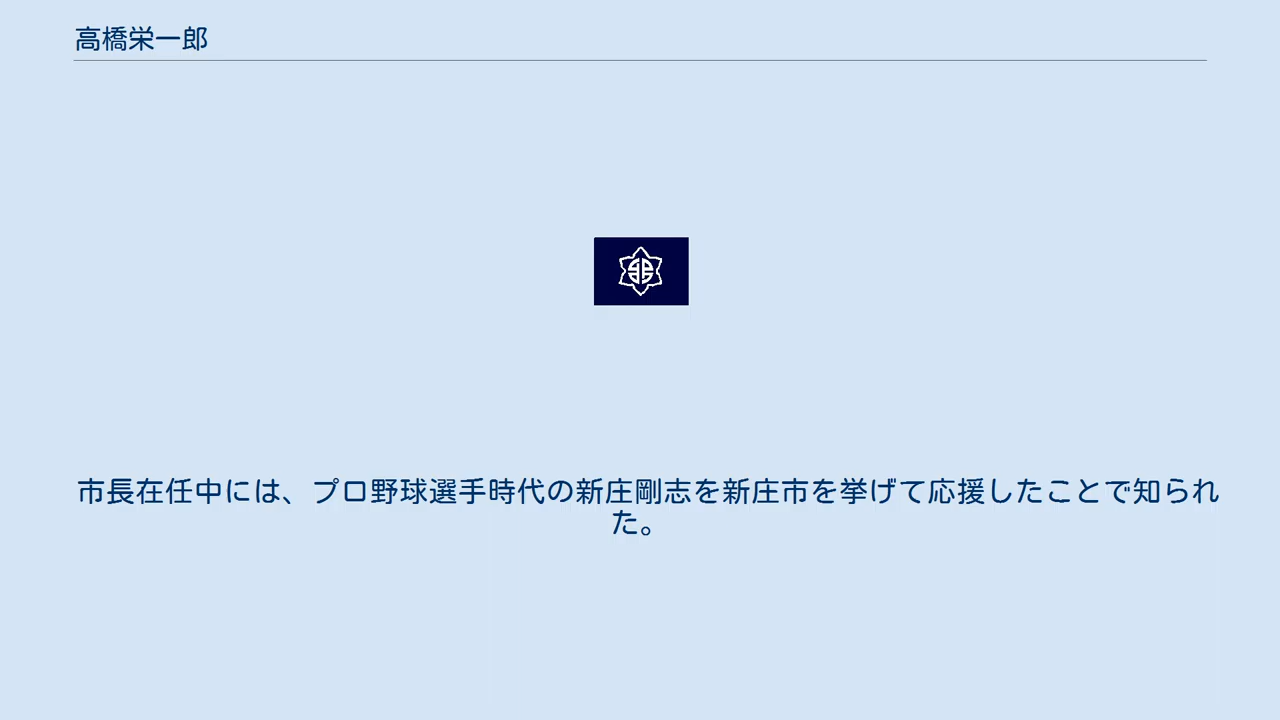 高橋栄一郎
市長在任中には、プロ野球選手時代の新庄剛志を新庄市を挙げて応援したことで知られ
た。